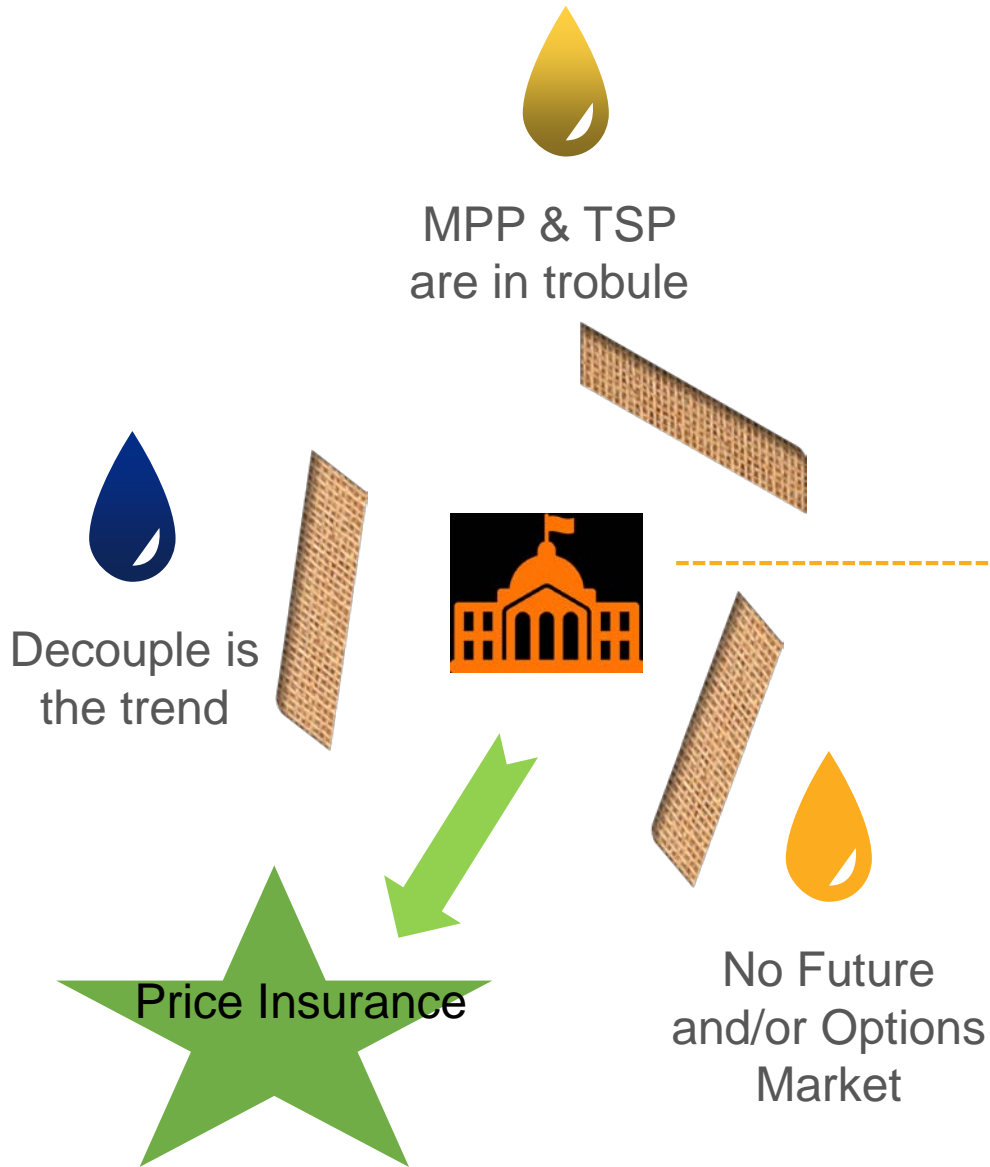 MPP & TSP
are in trobule
Decouple is
the trend
Price Insurance
No Future
and/or Options
Market